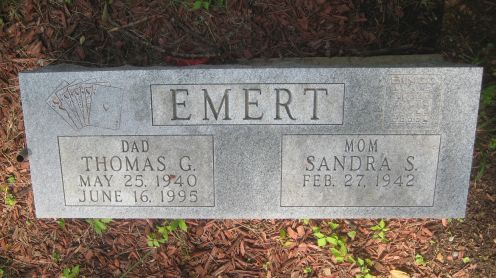 EMERT
DAD
THOMAS G.
MAY 25, 1940
JUNE 16, 1995
MOM
SANDRA S.
FEB. 27, 1942